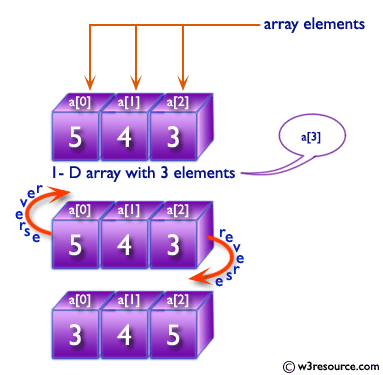 array elements
a[0] a[1] a[2]
5 4 3
1- D array with 3 elements
a[3]
reverse
a[0] a[1] a[2]
5 4 3
reverse
a[0] a[1] a[2]
3 4 5
© w3resource.com